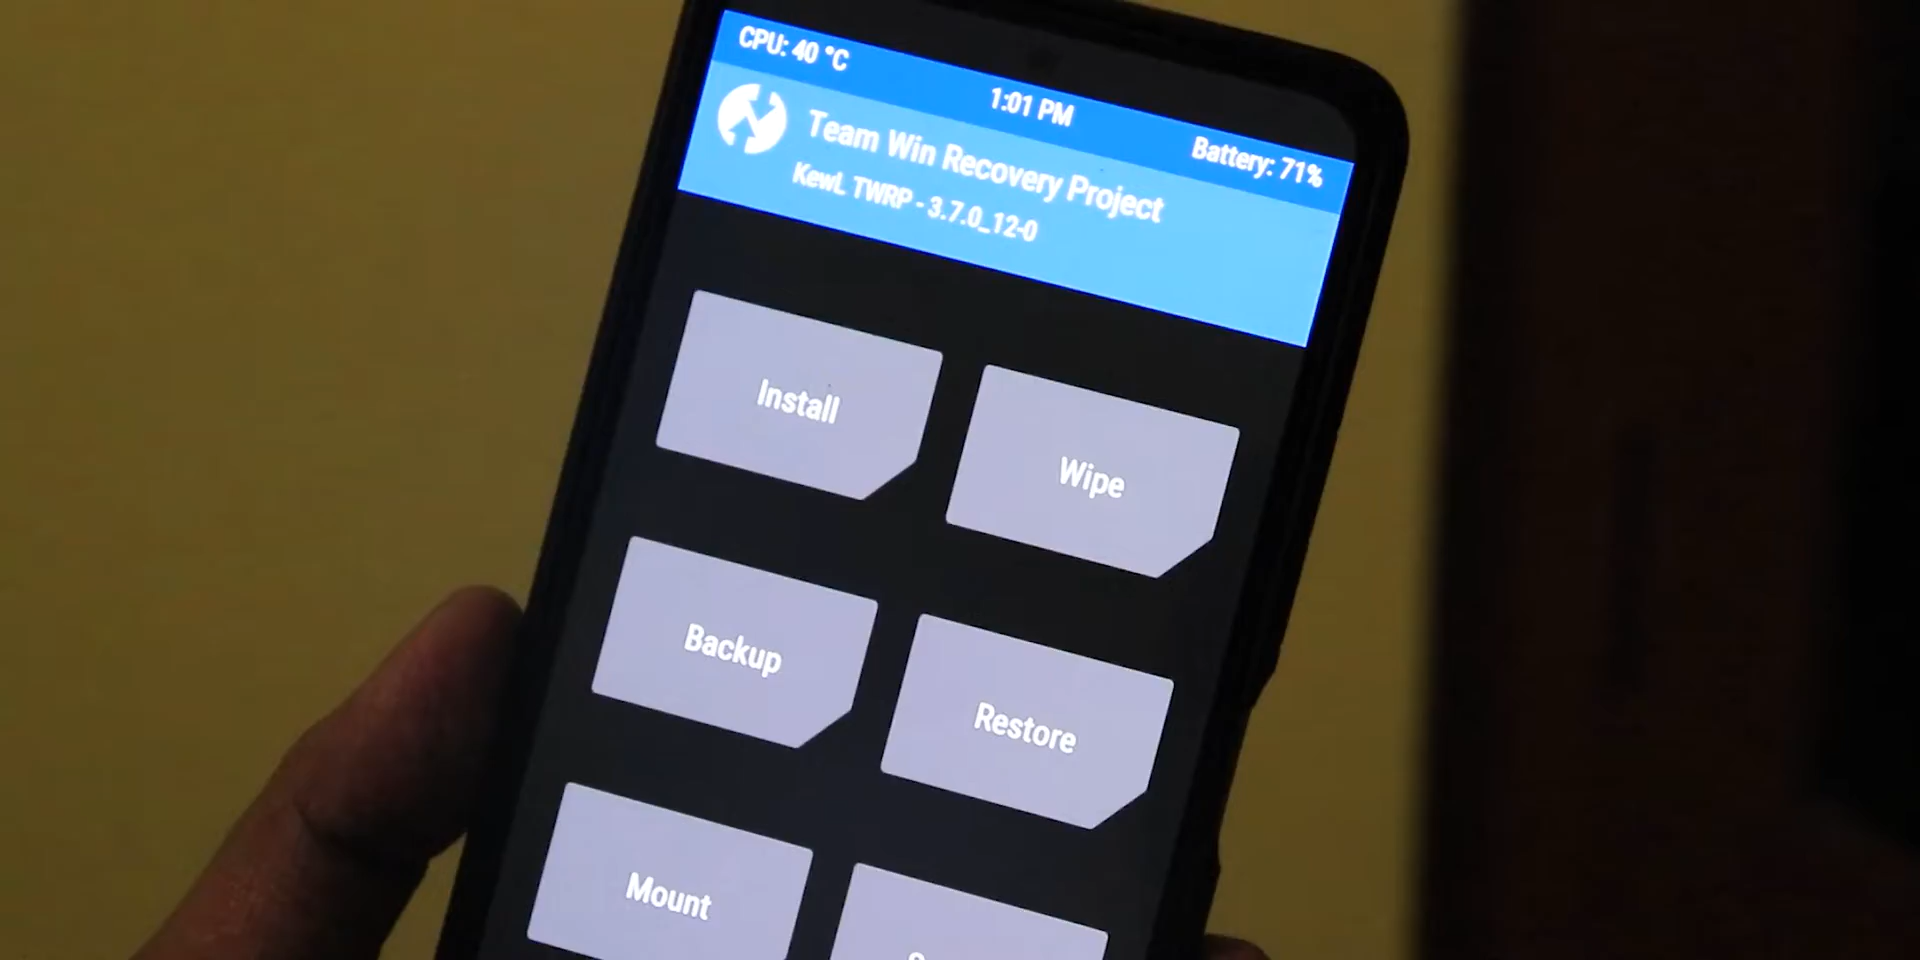 CPU: 40 °C
1:01 PM
Battery: 71%
Team Win Recovery Project
KewL TWRP - 3.7.0_12-0
Install
Wipe
Backup
Restore
Mount